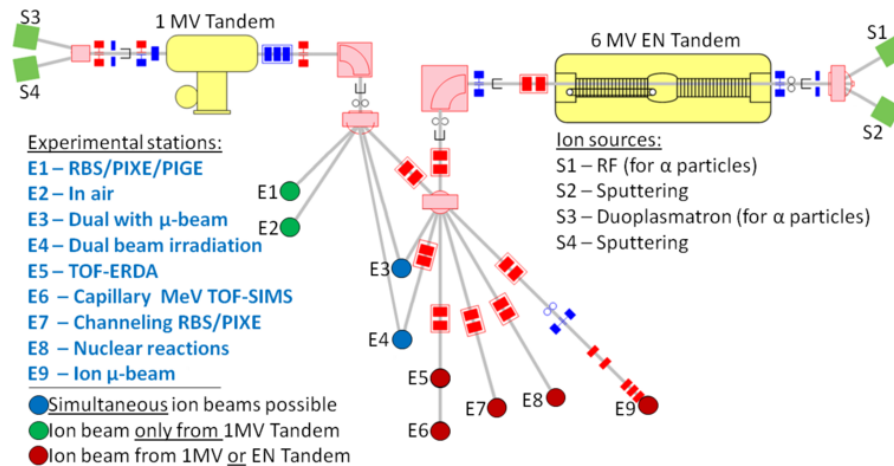 S3
1 MV Tandem
6 MV EN Tandem
S1
S4
S2
Experimental stations:
E1 – RBS/PIXE/PIGE
E2 – In air
E3 – Dual with μ-beam
E4 – Dual beam irradiation
E5 – TOF-ERDA
E6 – Capillary MeV TOF-SIMS
E7 – Channeling RBS/PIXE
E8 – Nuclear reactions
E9 – Ion μ-beam
Simultaneous ion beams possible
Ion beam only from 1MV Tandem
Ion beam from 1MV or EN Tandem
Ion sources:
S1 – RF (for α particles)
S2 – Sputtering
S3 – Duoplasmatron (for α particles)
S4 – Sputtering
E1
E2
E3
E4
E5
E6
E7
E8
E9